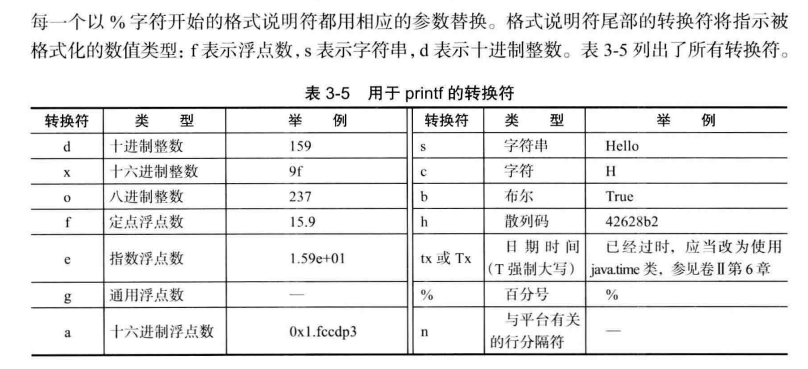 每一个以 % 字符开始的格式说明符都用相应的参数替换。格式说明符尾部的转换符将指示被
格式化的数值类型：f 表示浮点数，s 表示字符串，d 表示十进制整数。表 3-5 列出了所有转换符。
表 3-5 用于 printf 的转换符
转换符 类 型 举 例 转换符 类 型 举 例
d 十进制整数 159 s 字符串 Hello
x 十六进制整数 9f c 字符 H
o 八进制整数 237 b 布尔 True
f 定点浮点数 15.9 h 散列码 42628b2
e 指数浮点数 1.59e+01 tx 或 Tx 日期时间（T 强制大写） 已经过时，应当改为使用 java.time 类，参见卷Ⅱ第 6 章
g 通用浮点数 — % 百分号 %
a 十六进制浮点数 0x1.fccdp3 n 与平台有关的行分隔符 —